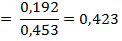 = 0,192 / 0,453 = 0,423